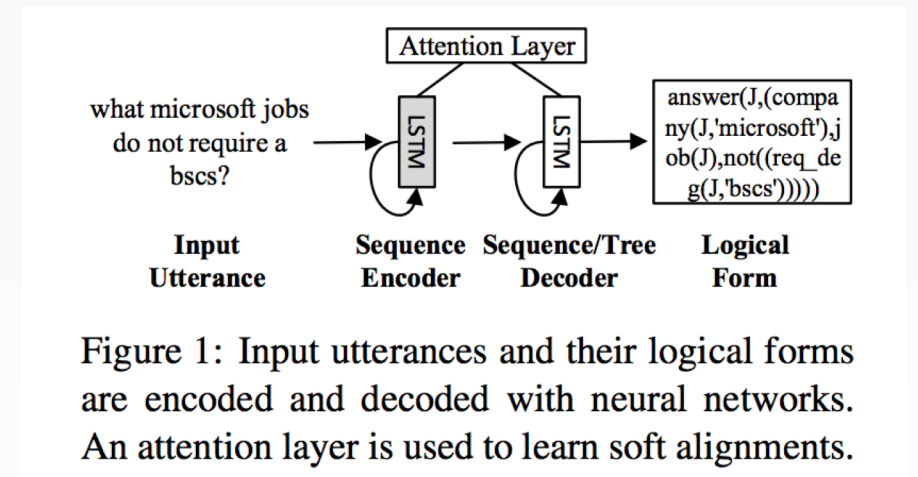 Attention Layer
what microsoft jobs
do not require a
bscs?
LSTM
LSTM
answer(J,(compa
ny(J,'microsoft'),j
ob(J),not((req_de
g(J,'bscs')))))
Input
Utterance
Sequence
Encoder
Sequence/Tree
Decoder
Logical
Form
Figure 1: Input utterances and their logical forms
are encoded and decoded with neural networks.
An attention layer is used to learn soft alignments.